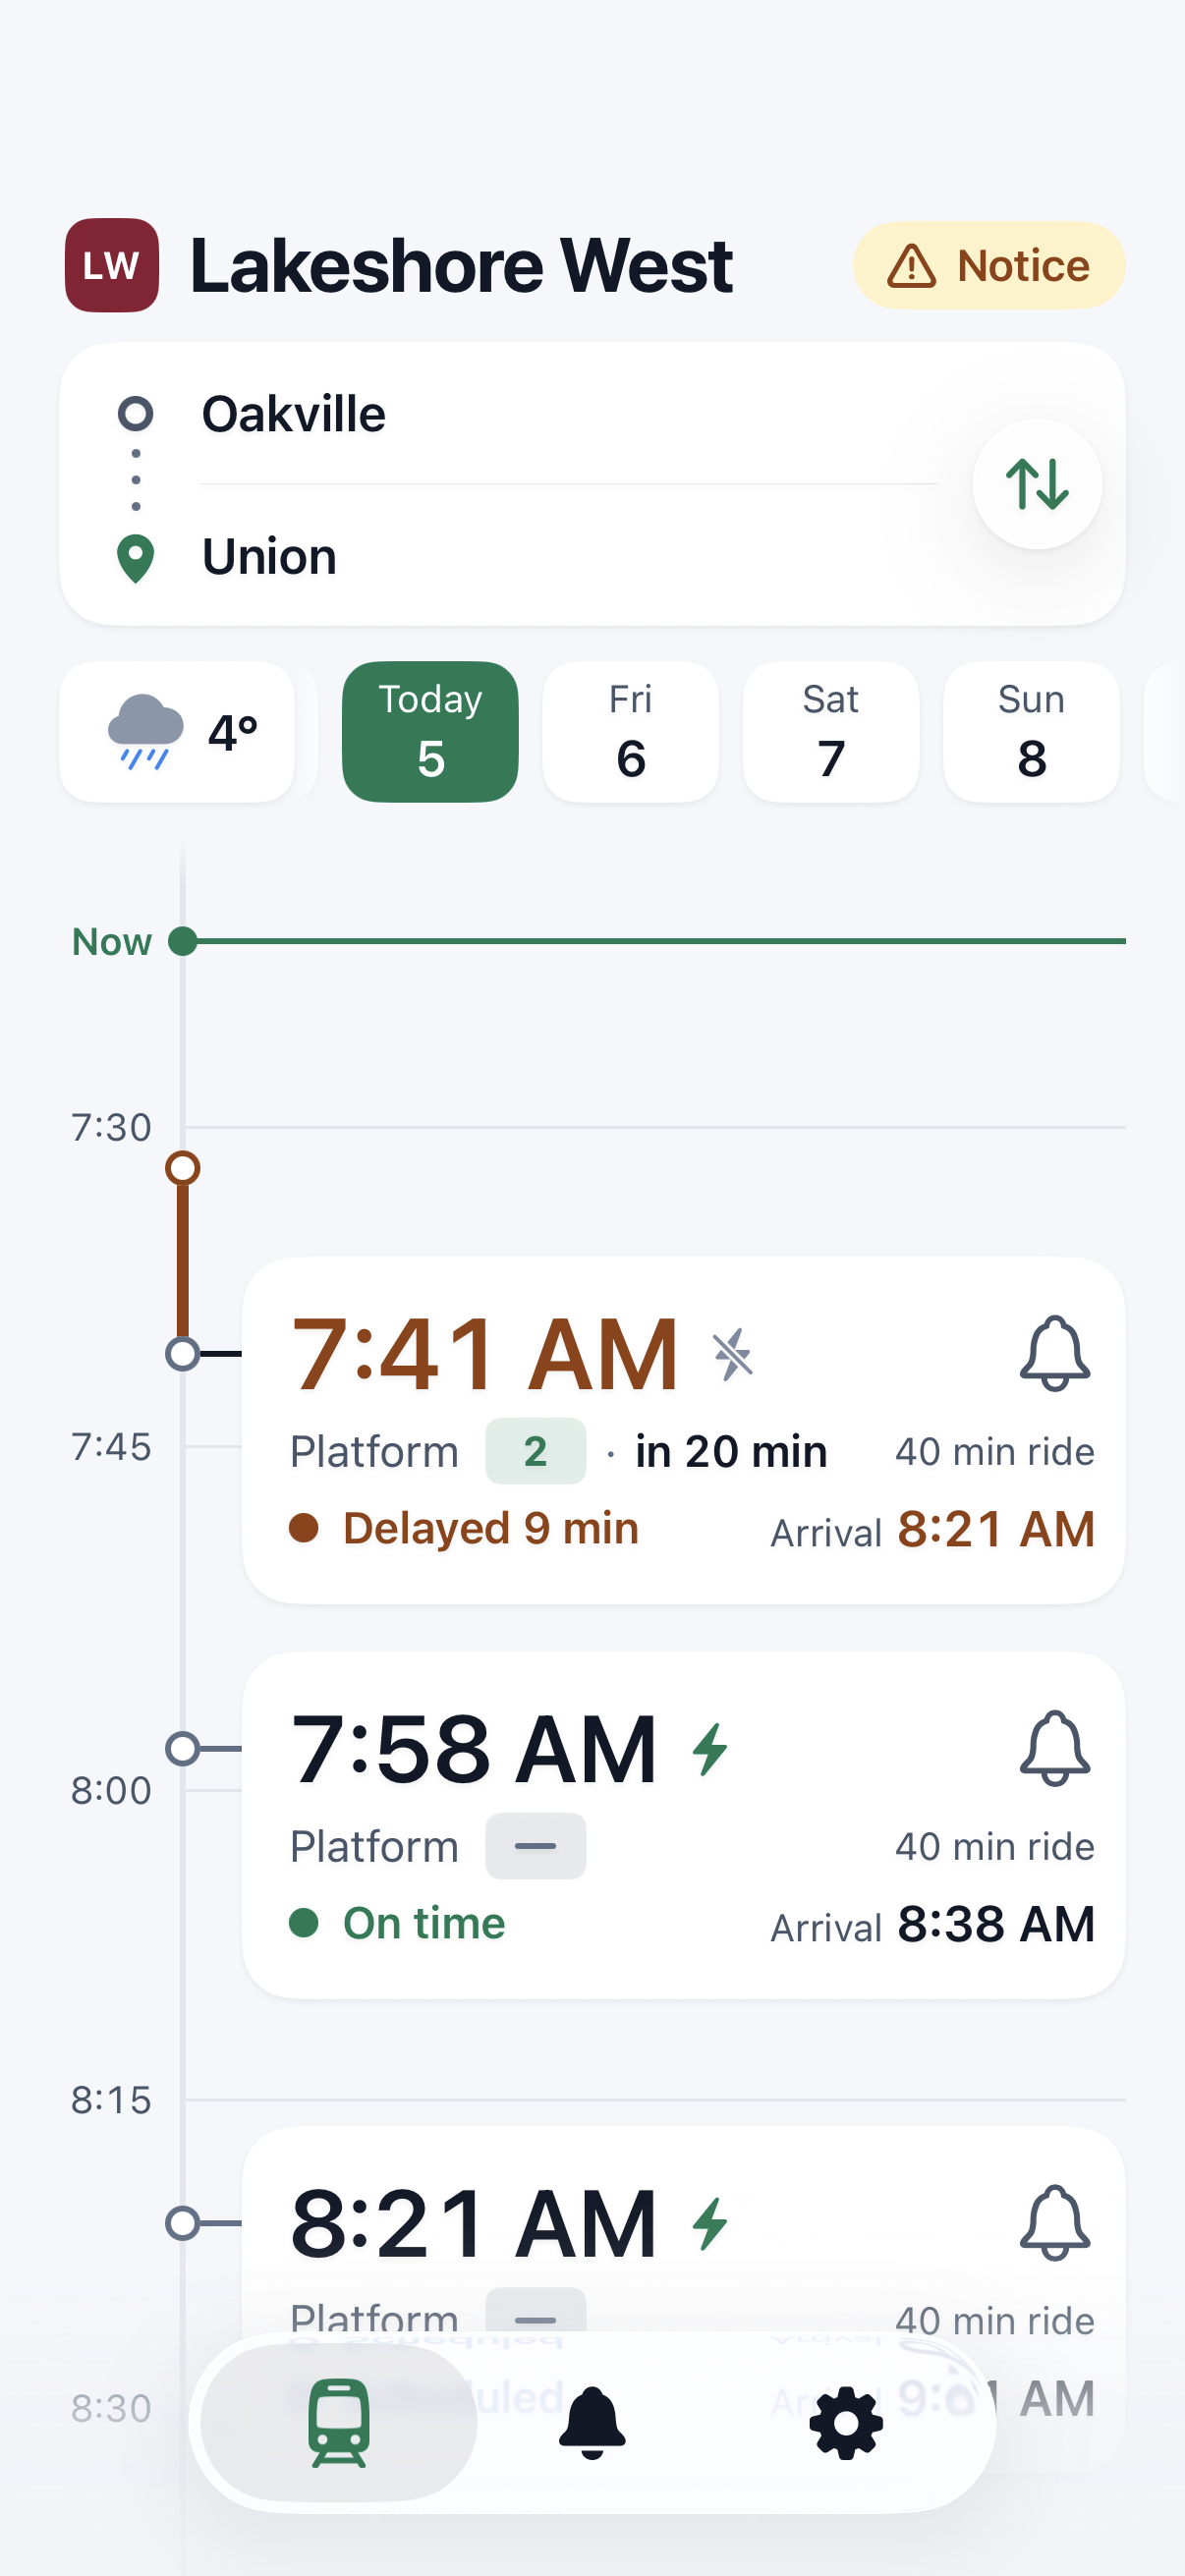 LW Lakeshore West Notice
Oakville
Union
4° Today Fri Sat Sun
5 6 7 8
Now
7:30
7:41 AM
7:45 Platform 2 · in 20 min 40 min ride
Delayed 9 min Arrival 8:21 AM
7:58 AM
8:00
Platform — 40 min ride
On time Arrival 8:38 AM
8:15
8:21 AM
Platform — 40 min ride
8:30 AM